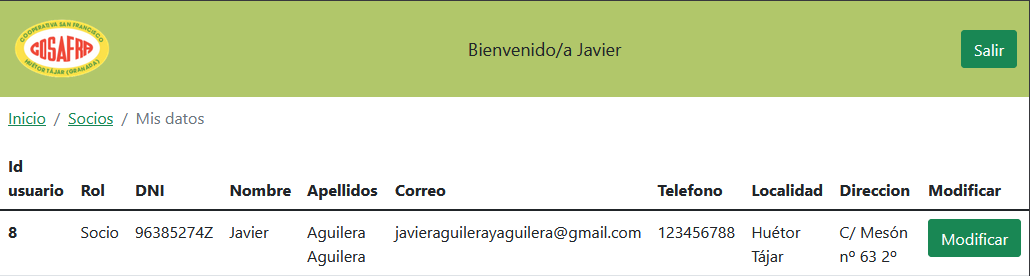 COOPERATIVA SAN FRANCISCO
COSAFRA
HUÉTOR TÁJAR (GRANADA)
Bienvenido/a Javier
Salir
Inicio / Socios / Mis datos
Id
usuario Rol DNI Nombre Apellidos Correo Telefono Localidad Direccion Modificar
8 Socio 96385274Z Javier Aguilera javieraguilerayaguilera@gmail.com 123456788 Huétor C/ Mesón Modificar
Aguilera Tájar nº 63 2º